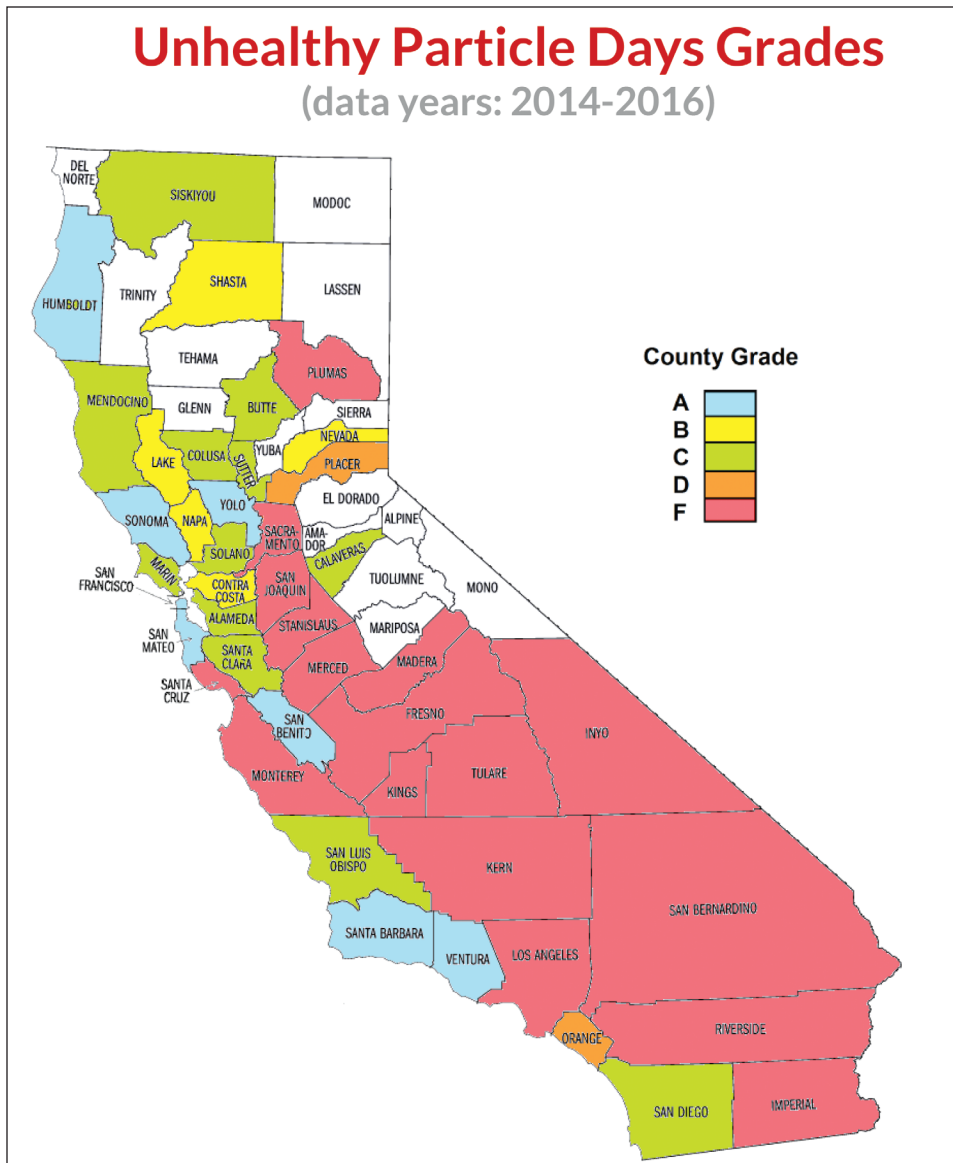 Unhealthy Particle Days Grades
(data years: 2014-2016)
DEL
NORTE
SISKIYOU
MODOC
HUMBOLDT
TRINITY
SHASTA
LASSEN
TEHAMA
PLUMAS
MENDOCINO
GLENN
BUTTE
SIERRA
NEVADA
YUBA
LAKE
COLUSA
SUTTER
PLACER
EL DORADO
SONOMA
NAPA
YOLO
SACRA-
MENTO
AMA-
DOR
ALPINE
SOLANO
CALAVERAS
MARIN
SAN
FRANCISCO
CONTRA
COSTA
SAN
JOAQUIN
TUOLUMNE
MONO
ALAMEDA
STANISLAUS
MARIPOSA
SAN
MATEO
SANTA
CLARA
MERCED
MADERA
SANTA
CRUZ
SAN
BENITO
FRESNO
INYO
MONTEREY
KINGS
TULARE
SAN LUIS
OBISPO
KERN
SAN BERNARDINO
SANTA BARBARA
VENTURA
LOS ANGELES
ORANGE
RIVERSIDE
SAN DIEGO
IMPERIAL
County Grade
A
B
C
D
F